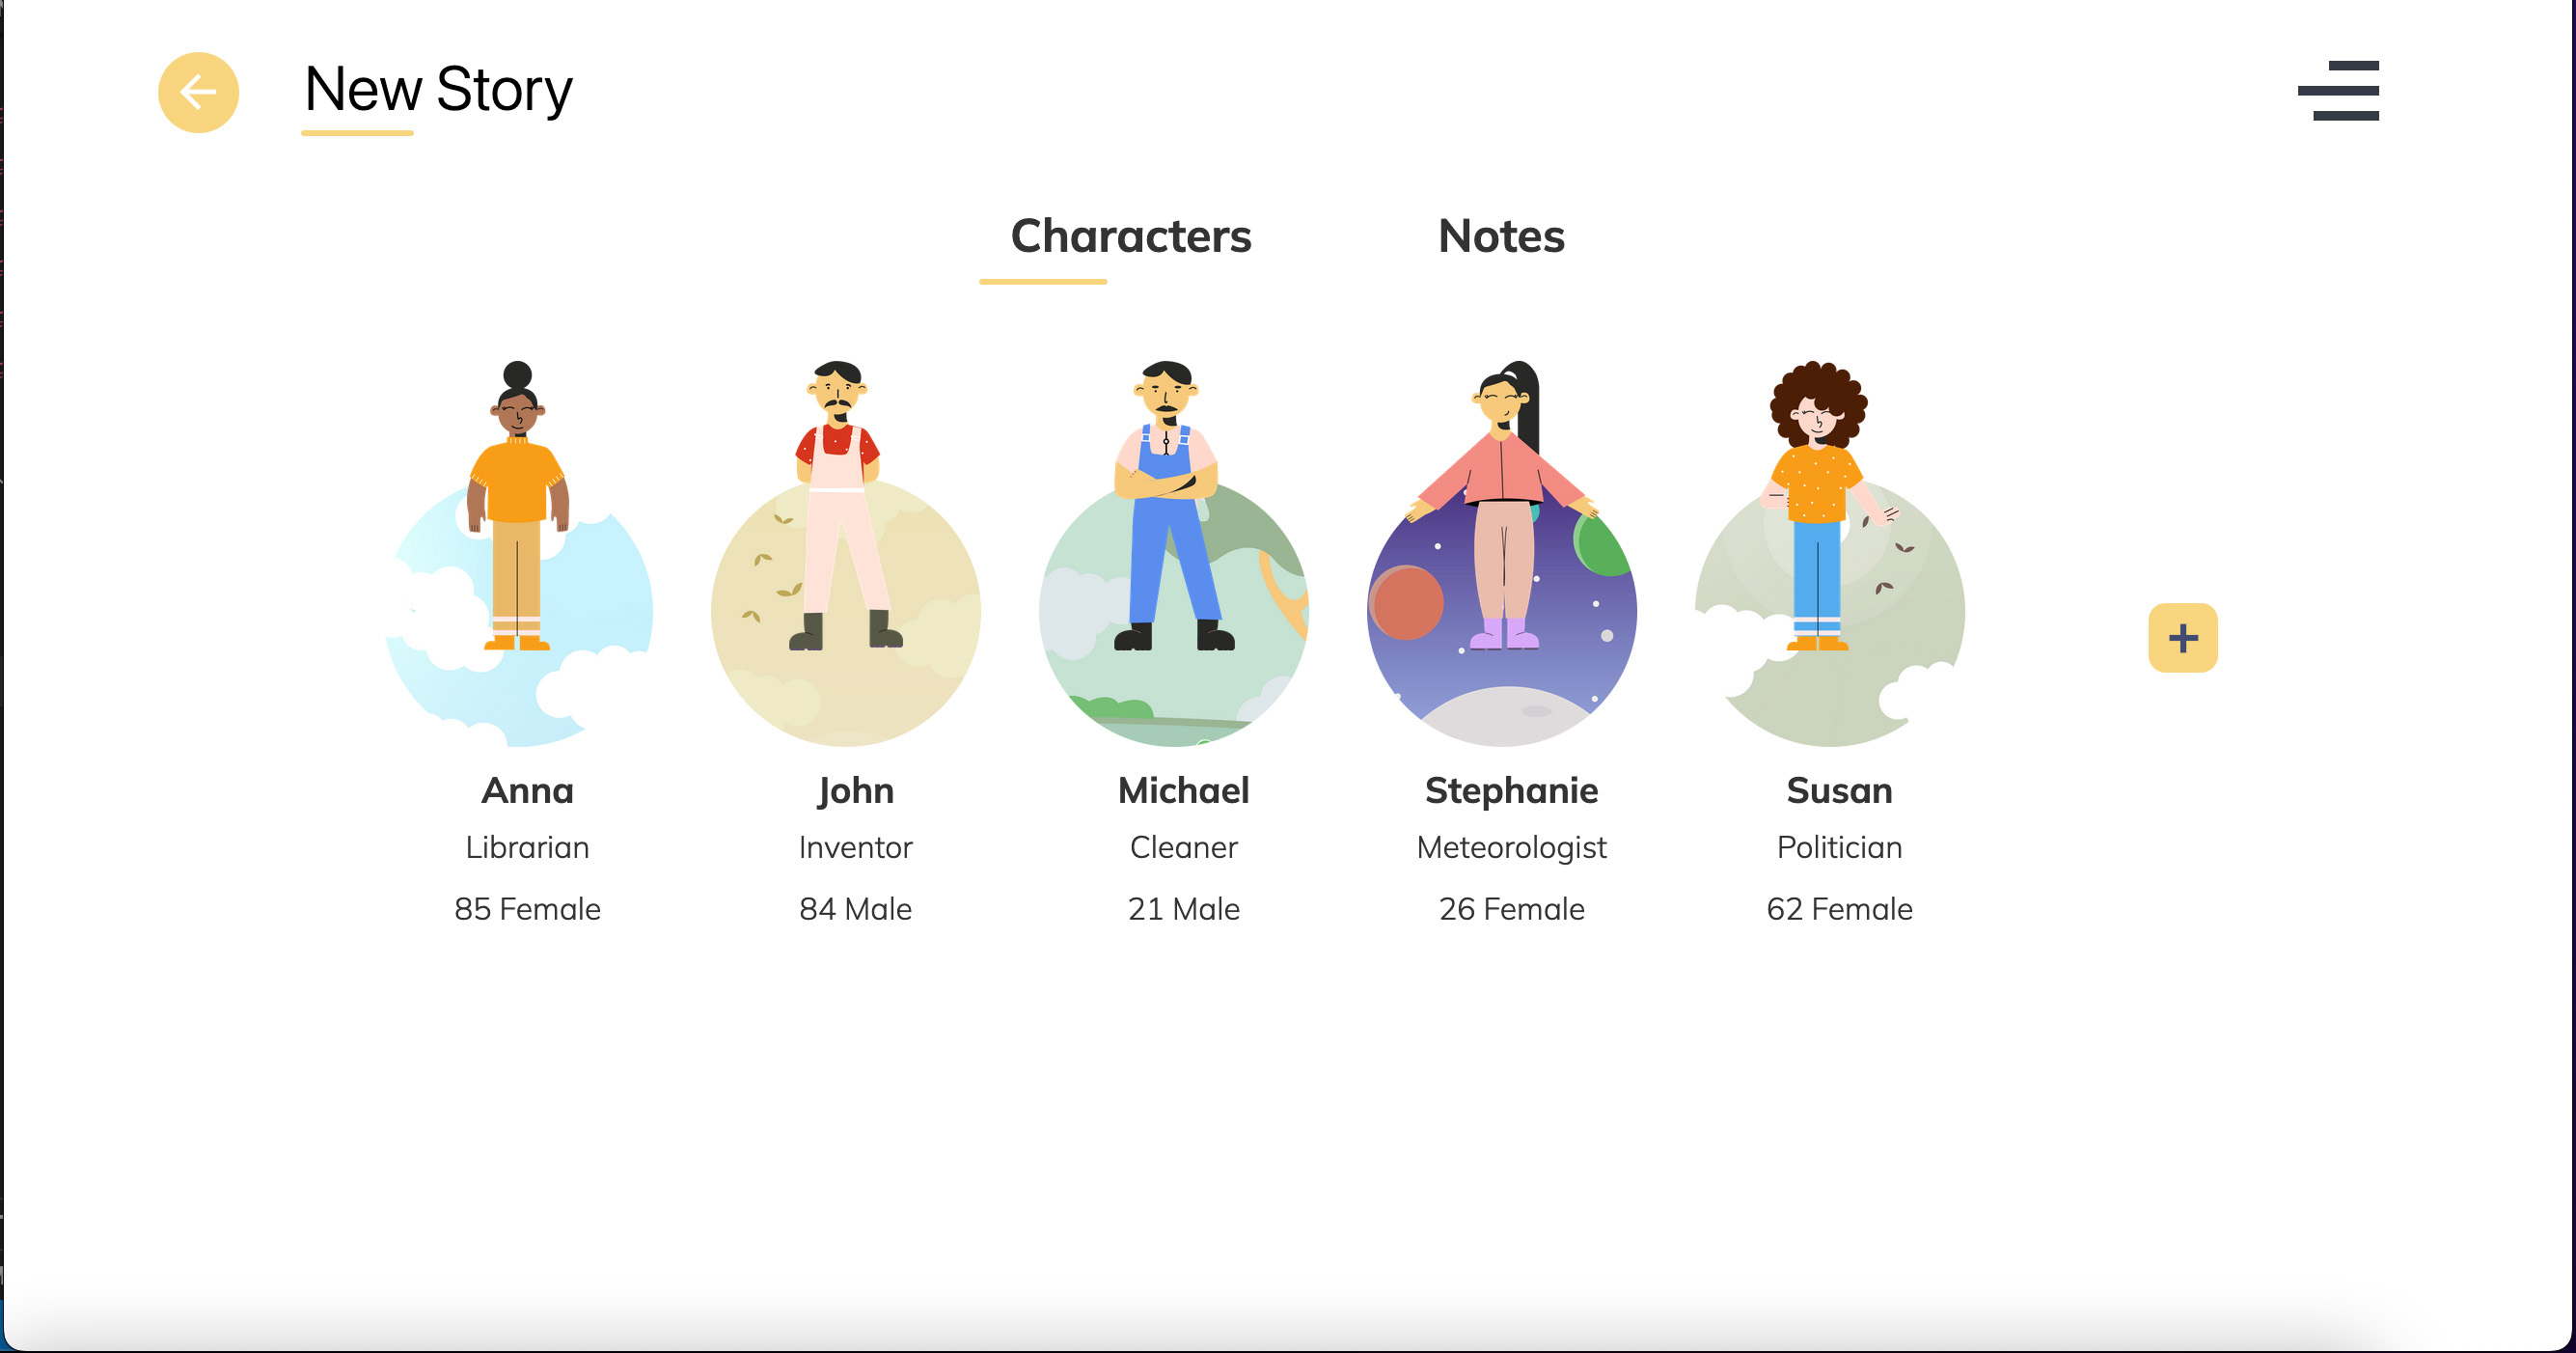 New Story
Characters Notes
Anna John Michael Stephanie Susan
Librarian Inventor Cleaner Meteorologist Politician
85 Female 84 Male 21 Male 26 Female 62 Female